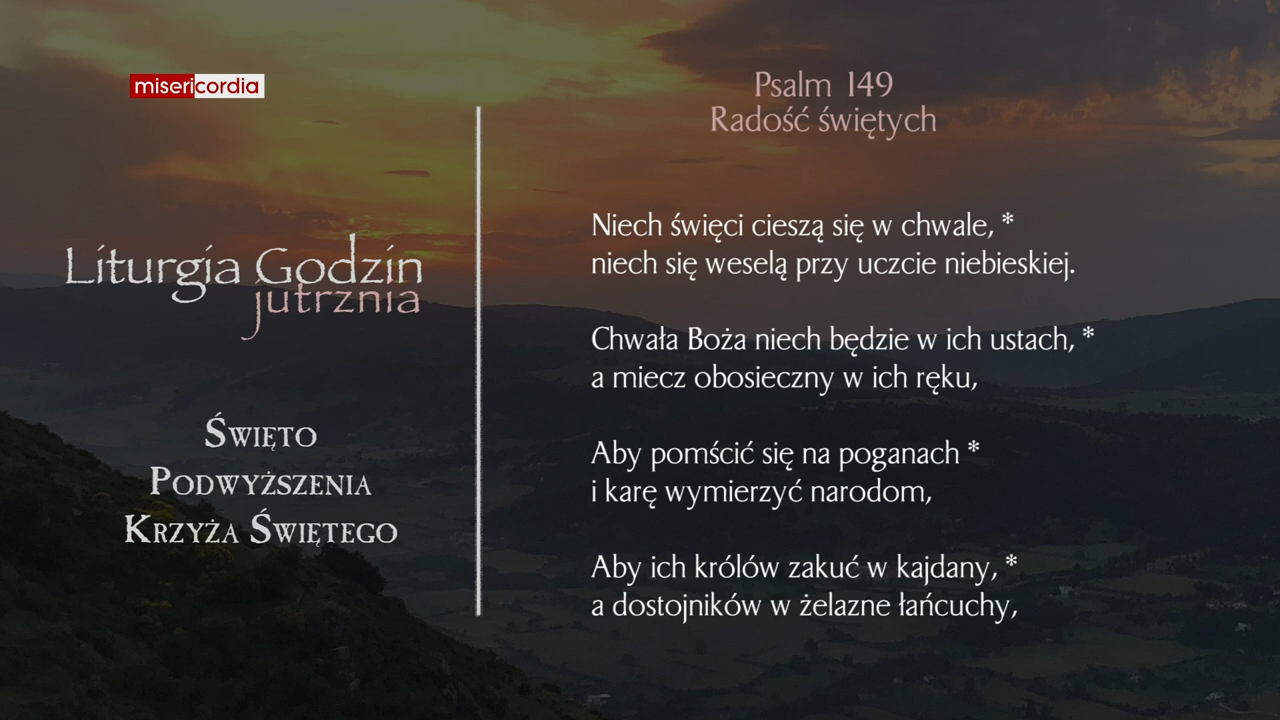 misericordia
Liturgia Godzin
jutrznia
Święto
Podwyższenia
Krzyża Świętego
Psalm 149
Radość świętych
Niech święci cieszą się w chwale, *
niech się weselą przy uczcie niebieskiej.
Chwała Boża niech będzie w ich ustach, *
a miecz obosieczny w ich ręku,
Aby pomścić się na poganach *
i karę wymierzyć narodom,
Aby ich królów zakuć w kajdany, *
a dostojników w żelazne łańcuchy,